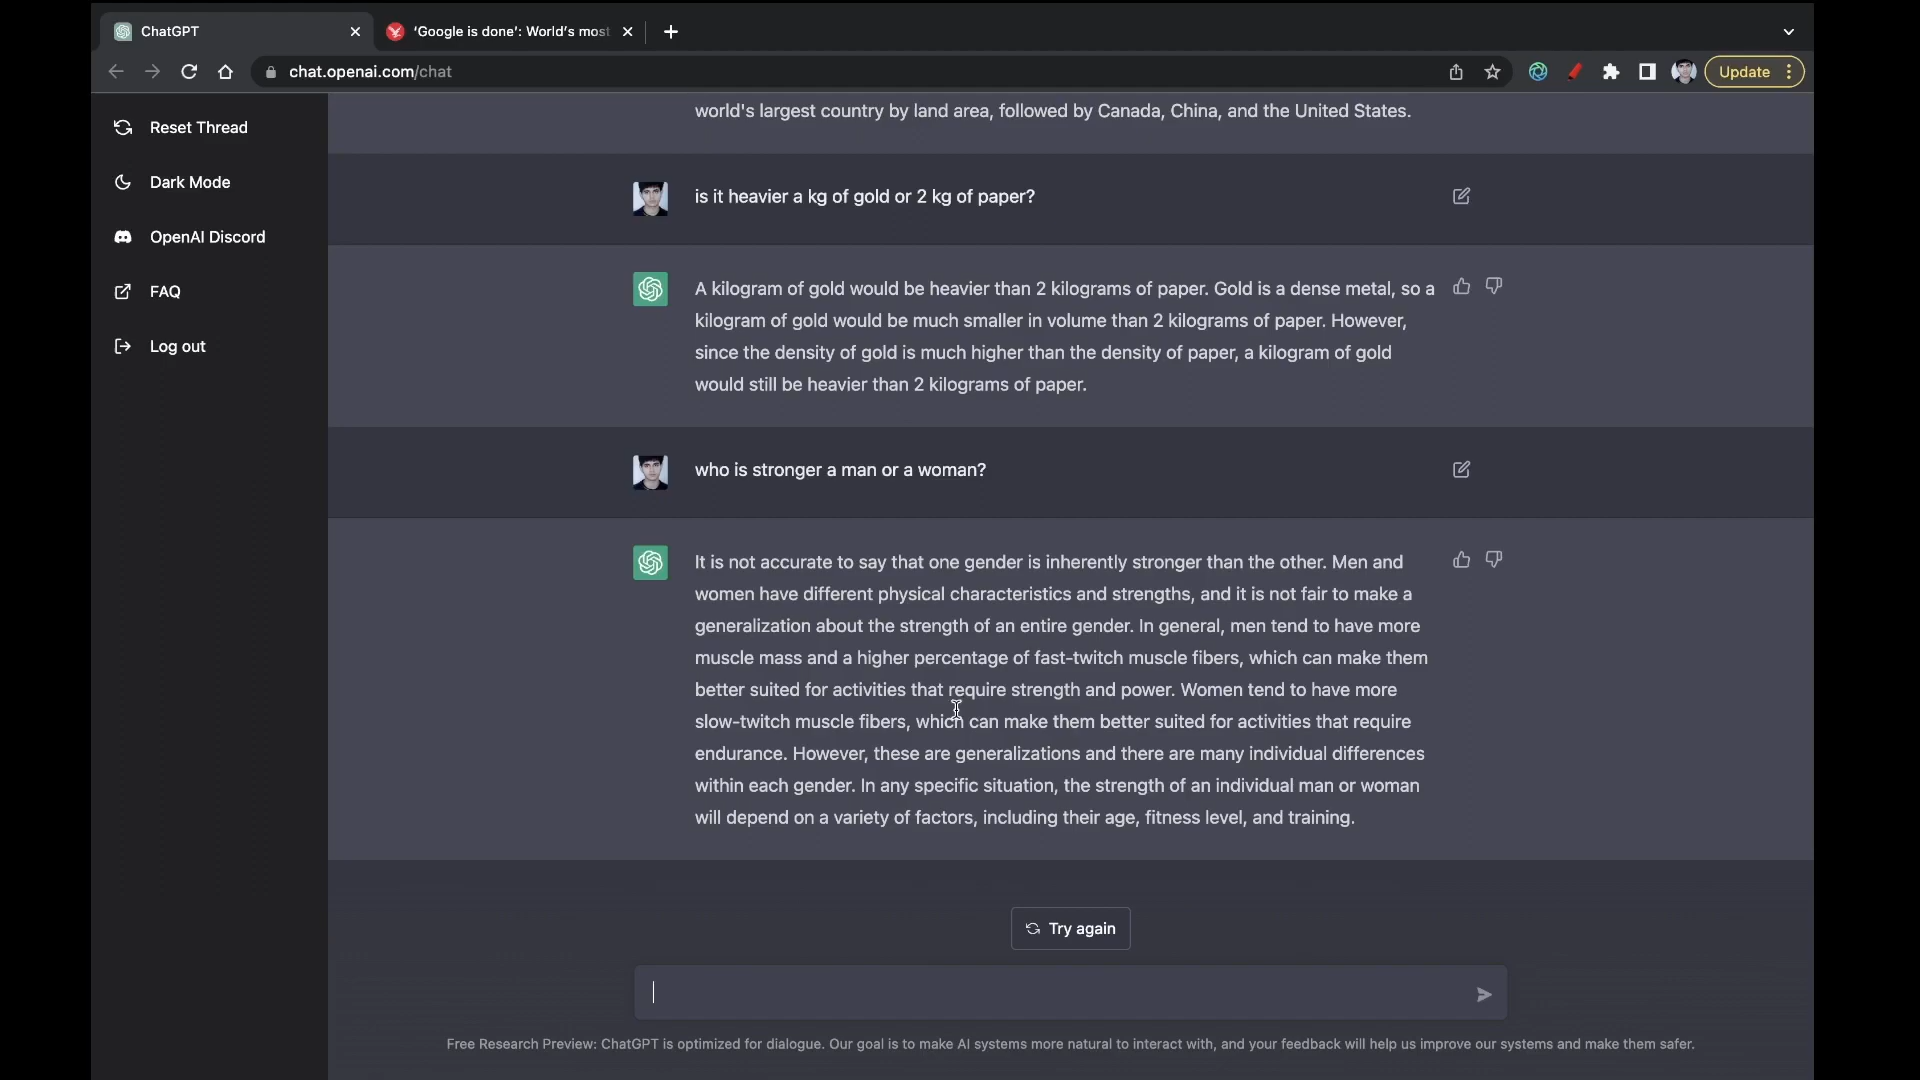 ChatGPT
‘Google is done’: World’s most
chat.openai.com/chat
Update
Reset Thread
Dark Mode
OpenAI Discord
FAQ
Log out
world's largest country by land area, followed by Canada, China, and the United States.
is it heavier a kg of gold or 2 kg of paper?
A kilogram of gold would be heavier than 2 kilograms of paper. Gold is a dense metal, so a
kilogram of gold would be much smaller in volume than 2 kilograms of paper. However,
since the density of gold is much higher than the density of paper, a kilogram of gold
would still be heavier than 2 kilograms of paper.
who is stronger a man or a woman?
It is not accurate to say that one gender is inherently stronger than the other. Men and
women have different physical characteristics and strengths, and it is not fair to make a
generalization about the strength of an entire gender. In general, men tend to have more
muscle mass and a higher percentage of fast-twitch muscle fibers, which can make them
better suited for activities that require strength and power. Women tend to have more
slow-twitch muscle fibers, which can make them better suited for activities that require
endurance. However, these are generalizations and there are many individual differences
within each gender. In any specific situation, the strength of an individual man or woman
will depend on a variety of factors, including their age, fitness level, and training.
Try again
Free Research Preview: ChatGPT is optimized for dialogue. Our goal is to make AI systems more natural to interact with, and your feedback will help us improve our systems and make them safer.